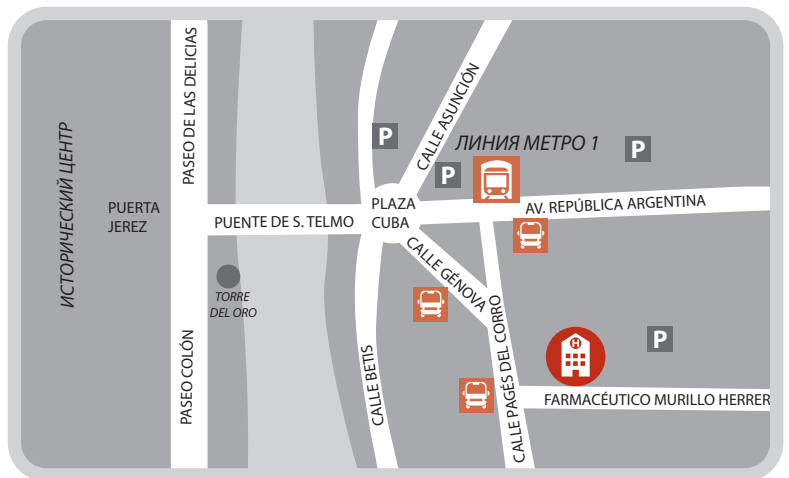 ИСТОРИЧЕСКИЙ ЦЕНТР
PASEO DE LAS DELICIAS
PUERTA
JEREZ
PASEO COLÓN
PUENTE DE S. TELMO
TORRE
DEL ORO
PLAZA
CUBA
CALLE ASUNCIÓN
ЛИНИЯ МЕТРО 1
P
P
P
AV. REPÚBLICA ARGENTINA
CALLE GÉNOVA
CALLE BETIS
CALLE PAGÉS DEL CORRO
H
P
FARMACÉUTICO MURILLO HERRER